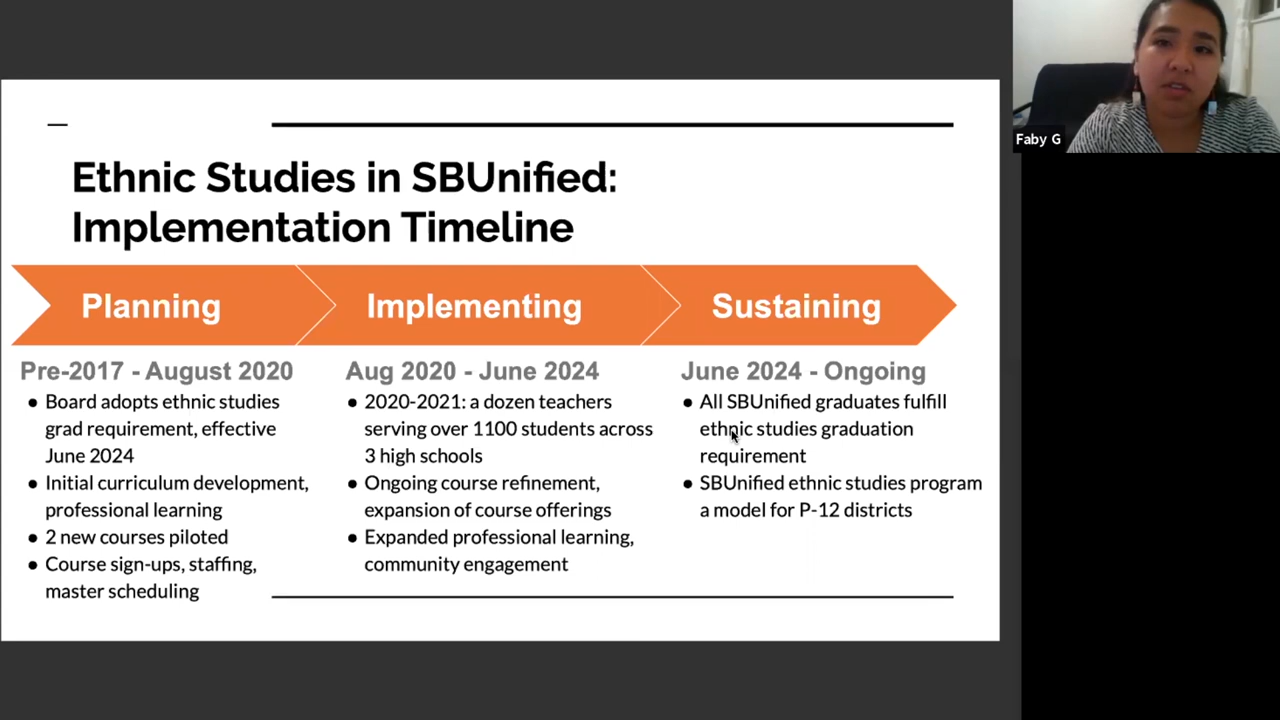 Ethnic Studies in SBUnified:
Implementation Timeline
Planning
Implementing
Sustaining
Pre-2017 - August 2020
● Board adopts ethnic studies
grad requirement, effective
June 2024
● Initial curriculum development,
professional learning
● 2 new courses piloted
● Course sign-ups, staffing,
master scheduling
Aug 2020 - June 2024
● 2020-2021: a dozen teachers
serving over 1100 students across
3 high schools
● Ongoing course refinement,
expansion of course offerings
● Expanded professional learning,
community engagement
June 2024 - Ongoing
● All SBUnified graduates fulfill
ethnic studies graduation
requirement
● SBUnified ethnic studies program
a model for P-12 districts
Faby G